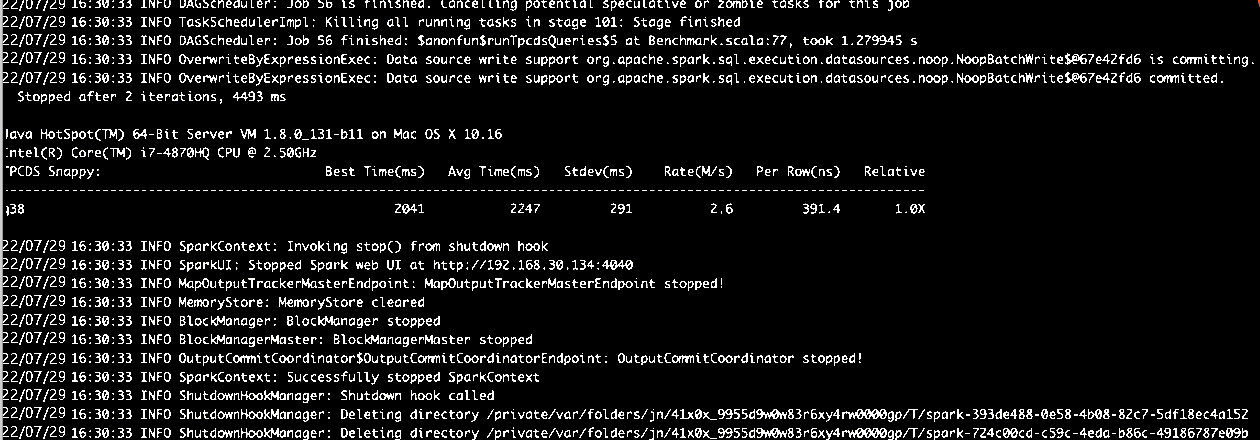 22/07/29 16:30:33 INFO DAGScheduler: Job 56 is finished. Cancelling potential speculative or zombie tasks for this job
22/07/29 16:30:33 INFO TaskSchedulerImpl: Killing all running tasks in stage 101: Stage finished
22/07/29 16:30:33 INFO DAGScheduler: Job 56 finished: $anonfun$runTpcdsQueries$5 at Benchmark.scala:77, took 1.279945 s
22/07/29 16:30:33 INFO OverwriteByExpressionExec: Data source write support org.apache.spark.sql.execution.datasources.noop.NoopBatchWrite$@67e42fd6 is committing.
22/07/29 16:30:33 INFO OverwriteByExpressionExec: Data source write support org.apache.spark.sql.execution.datasources.noop.NoopBatchWrite$@67e42fd6 committed.
Stopped after 2 iterations, 4493 ms
Java HotSpot(TM) 64-Bit Server VM 1.8.0_131-b11 on Mac OS X 10.16
Intel(R) Core(TM) i7-4870HQ CPU @ 2.50GHz
TPCDS Snappy: Best Time(ms) Avg Time(ms) Stdev(ms) Rate(M/s) Per Row(ns) Relative
------------------------------------------------------------------------------------------------------------------------
q38 2041 2247 291 2.6 391.4 1.0X
22/07/29 16:30:33 INFO SparkContext: Invoking stop() from shutdown hook
22/07/29 16:30:33 INFO SparkUI: Stopped Spark web UI at http://192.168.30.134:4040
22/07/29 16:30:33 INFO MapOutputTrackerMasterEndpoint: MapOutputTrackerMasterEndpoint stopped!
22/07/29 16:30:33 INFO MemoryStore: MemoryStore cleared
22/07/29 16:30:33 INFO BlockManager: BlockManager stopped
22/07/29 16:30:33 INFO BlockManagerMaster: BlockManagerMaster stopped
22/07/29 16:30:33 INFO OutputCommitCoordinator$OutputCommitCoordinatorEndpoint: OutputCommitCoordinator stopped!
22/07/29 16:30:33 INFO SparkContext: Successfully stopped SparkContext
22/07/29 16:30:33 INFO ShutdownHookManager: Shutdown hook called
22/07/29 16:30:33 INFO ShutdownHookManager: Deleting directory /private/var/folders/jn/41x0x_9955d9w0w83r6xy4rw0000gp/T/spark-393de488-0e58-4b08-82c7-5df18ec4a152
22/07/29 16:30:33 INFO ShutdownHookManager: Deleting directory /private/var/folders/jn/41x0x_9955d9w0w83r6xy4rw0000gp/T/spark-724c00cd-c59c-4eda-b86c-49186787e09b